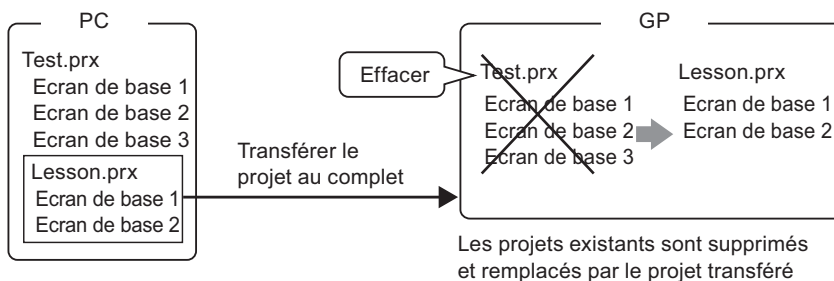 PC
Test.prx
Ecran de base 1
Ecran de base 2
Ecran de base 3
Lesson.prx
Ecran de base 1
Ecran de base 2
Transférer le
projet au complet
GP
Effacer
Test.prx
Ecran de base 1
Ecran de base 2
Ecran de base 3
Lesson.prx
Ecran de base 1
Ecran de base 2
Les projets existants sont supprimés
et remplacés par le projet transféré